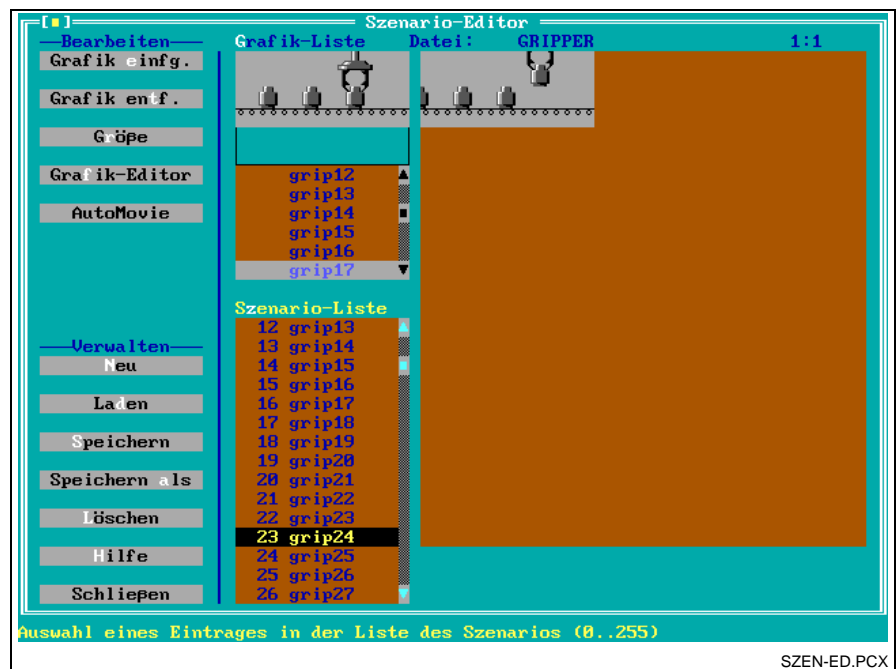 [■] Szenario-Editor
Bearbeiten
Grafik einfg.
Grafik entf.
Größe
Grafik-Editor
AutoMovie
Verwalten
Neu
Laden
Speichern
Speichern als
Löschen
Hilfe
Schließen
Grafik-Liste Datei: GRIPPER 1:1
grip12
grip13
grip14
grip15
grip16
grip17
Szenario-Liste
12 grip13
13 grip14
14 grip15
15 grip16
16 grip17
17 grip18
18 grip19
19 grip20
20 grip21
21 grip22
22 grip23
23 grip24
24 grip25
25 grip26
26 grip27
Auswahl eines Eintrages in der Liste des Szenarios (0..255)
SZEN-ED.PCX